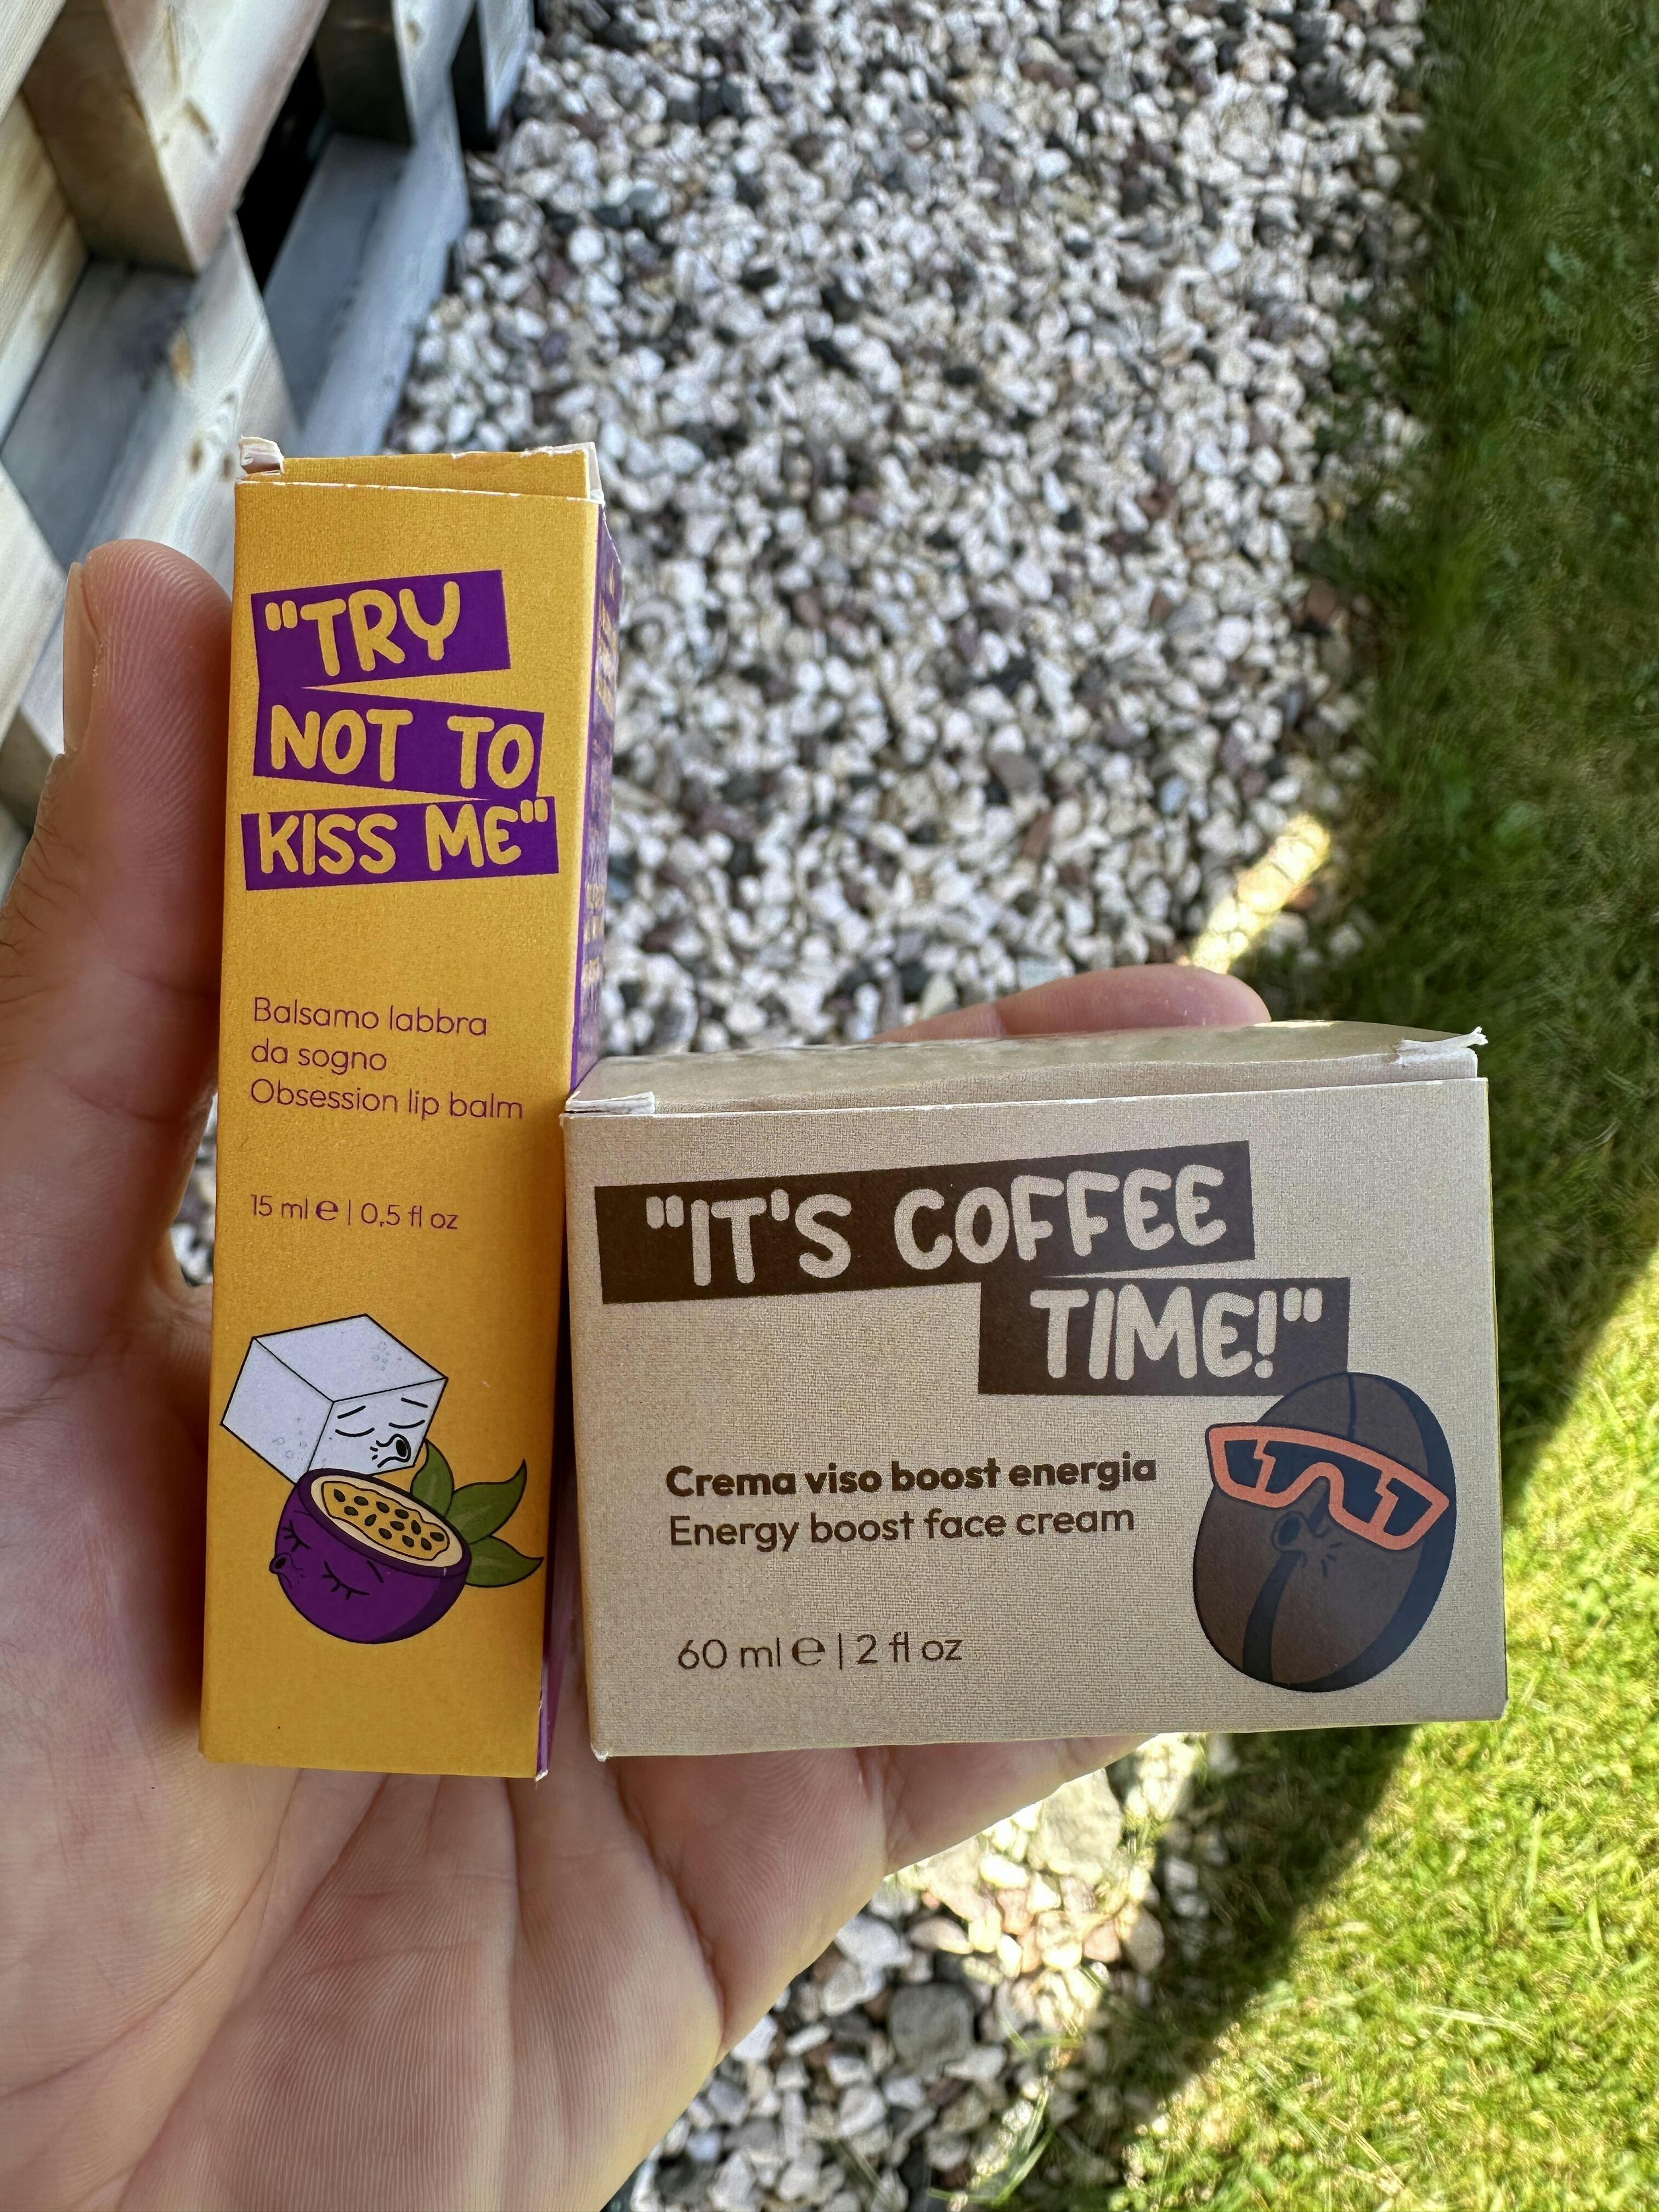 "TRY
NOT TO
KISS ME"
Balsamo labbra
da sogno
Obsession lip balm
15 ml ℮ | 0,5 fl oz
"IT'S COFFEE
TIME!"
Crema viso boost energia
Energy boost face cream
60 ml ℮ | 2 fl oz